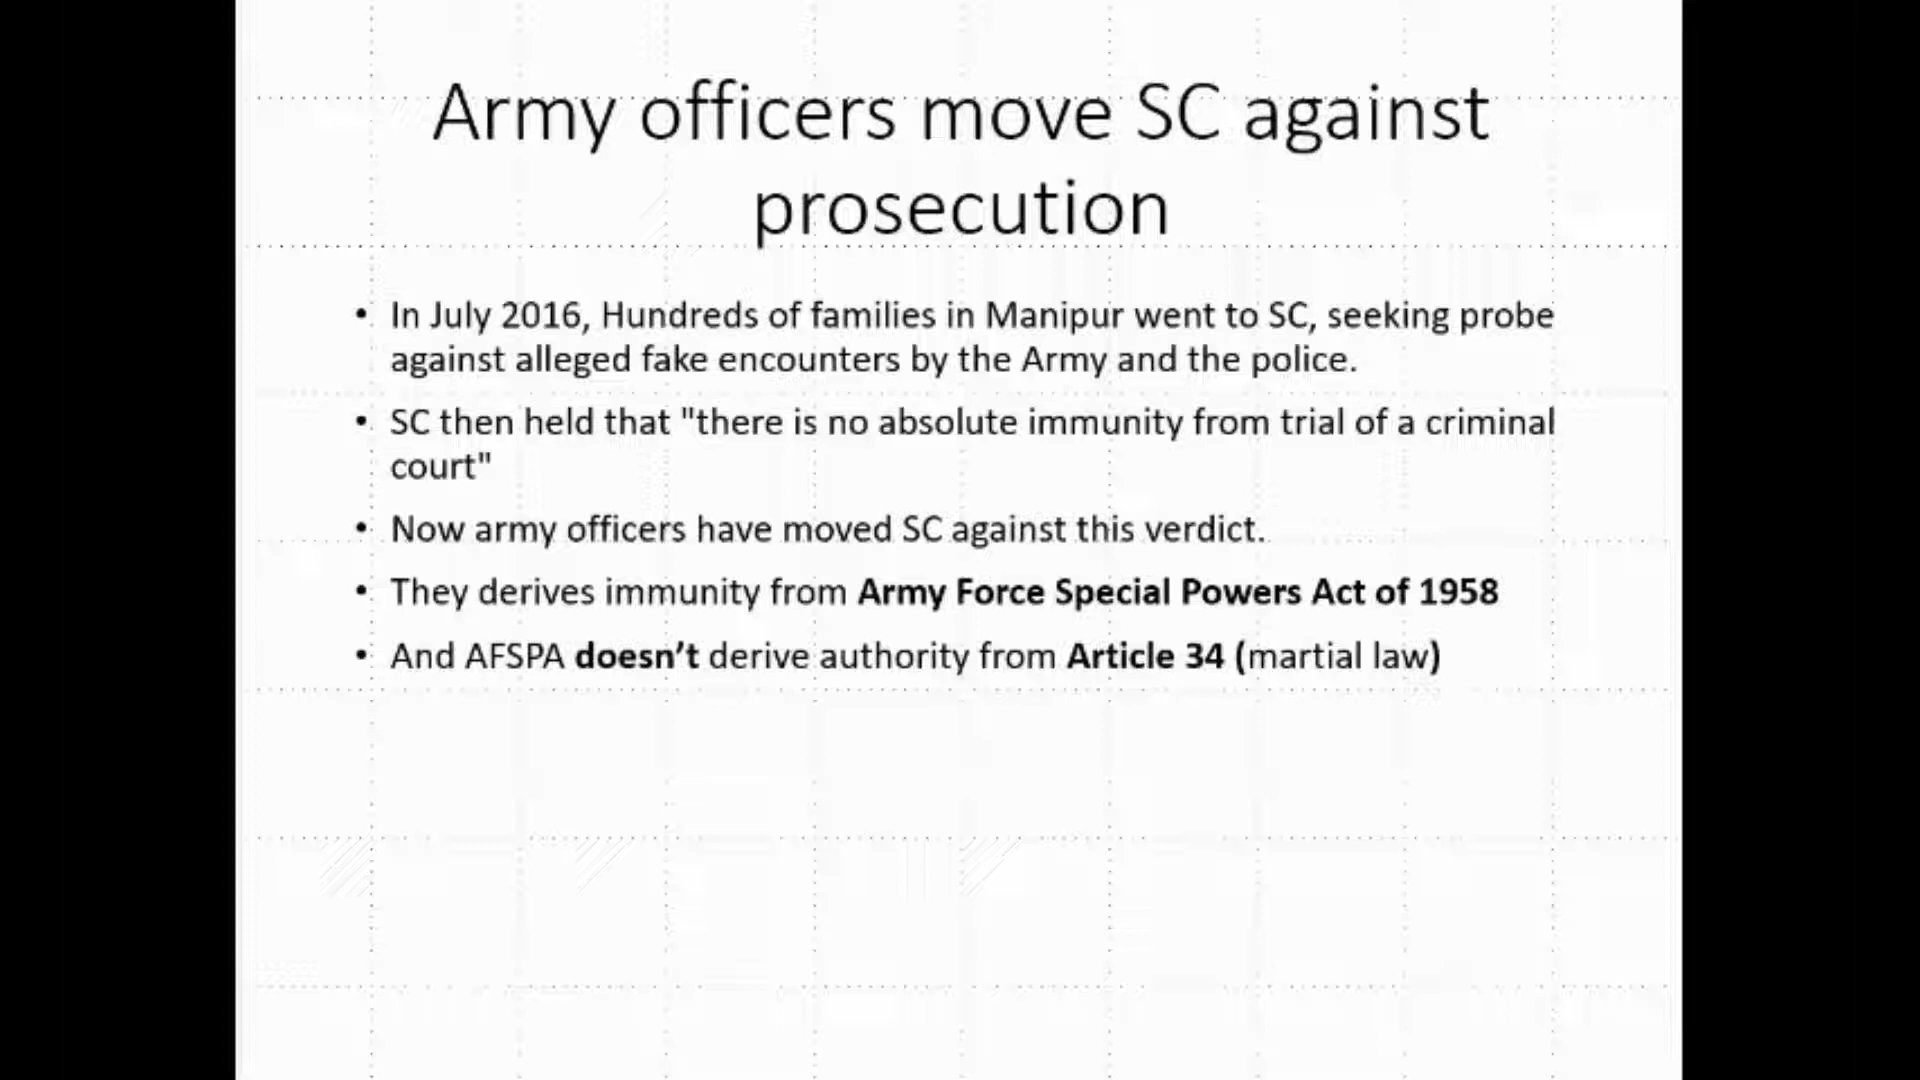 Army officers move SC against
prosecution
• In July 2016, Hundreds of families in Manipur went to SC, seeking probe
against alleged fake encounters by the Army and the police.
• SC then held that "there is no absolute immunity from trial of a criminal
court"
• Now army officers have moved SC against this verdict.
• They derives immunity from Army Force Special Powers Act of 1958
• And AFSPA doesn’t derive authority from Article 34 (martial law)